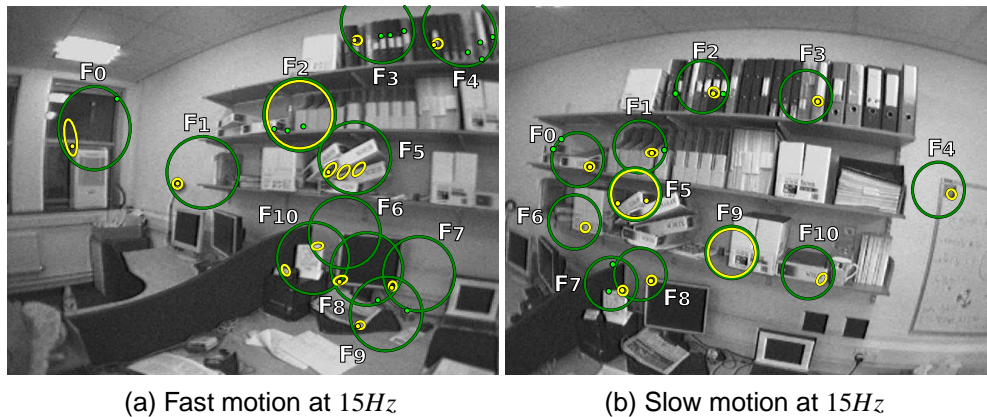 F0
F1
F2
F3
F4
F5
F6
F7
F8
F9
F10
F0
F1
F2
F3
F4
F5
F6
F7
F8
F9
F10
(a) Fast motion at 15Hz
(b) Slow motion at 15Hz